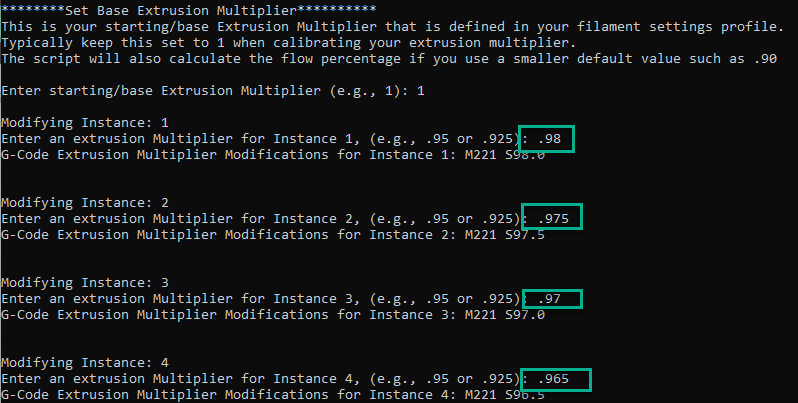 ********Set Base Extrusion Multiplier**********
This is your starting/base Extrusion Multiplier that is defined in your filament settings profile.
Typically keep this set to 1 when calibrating your extrusion multiplier.
The script will also calculate the flow percentage if you use a smaller default value such as .90
Enter starting/base Extrusion Multiplier (e.g., 1): 1
Modifying Instance: 1
Enter an extrusion Multiplier for Instance 1, (e.g., .95 or .925): .98
G-Code Extrusion Multiplier Modifications for Instance 1: M221 S98.0
Modifying Instance: 2
Enter an extrusion Multiplier for Instance 2, (e.g., .95 or .925): .975
G-Code Extrusion Multiplier Modifications for Instance 2: M221 S97.5
Modifying Instance: 3
Enter an extrusion Multiplier for Instance 3, (e.g., .95 or .925): .97
G-Code Extrusion Multiplier Modifications for Instance 3: M221 S97.0
Modifying Instance: 4
Enter an extrusion Multiplier for Instance 4, (e.g., .95 or .925): .965
G-Code Extrusion Multiplier Modifications for Instance 4: M221 S96.5